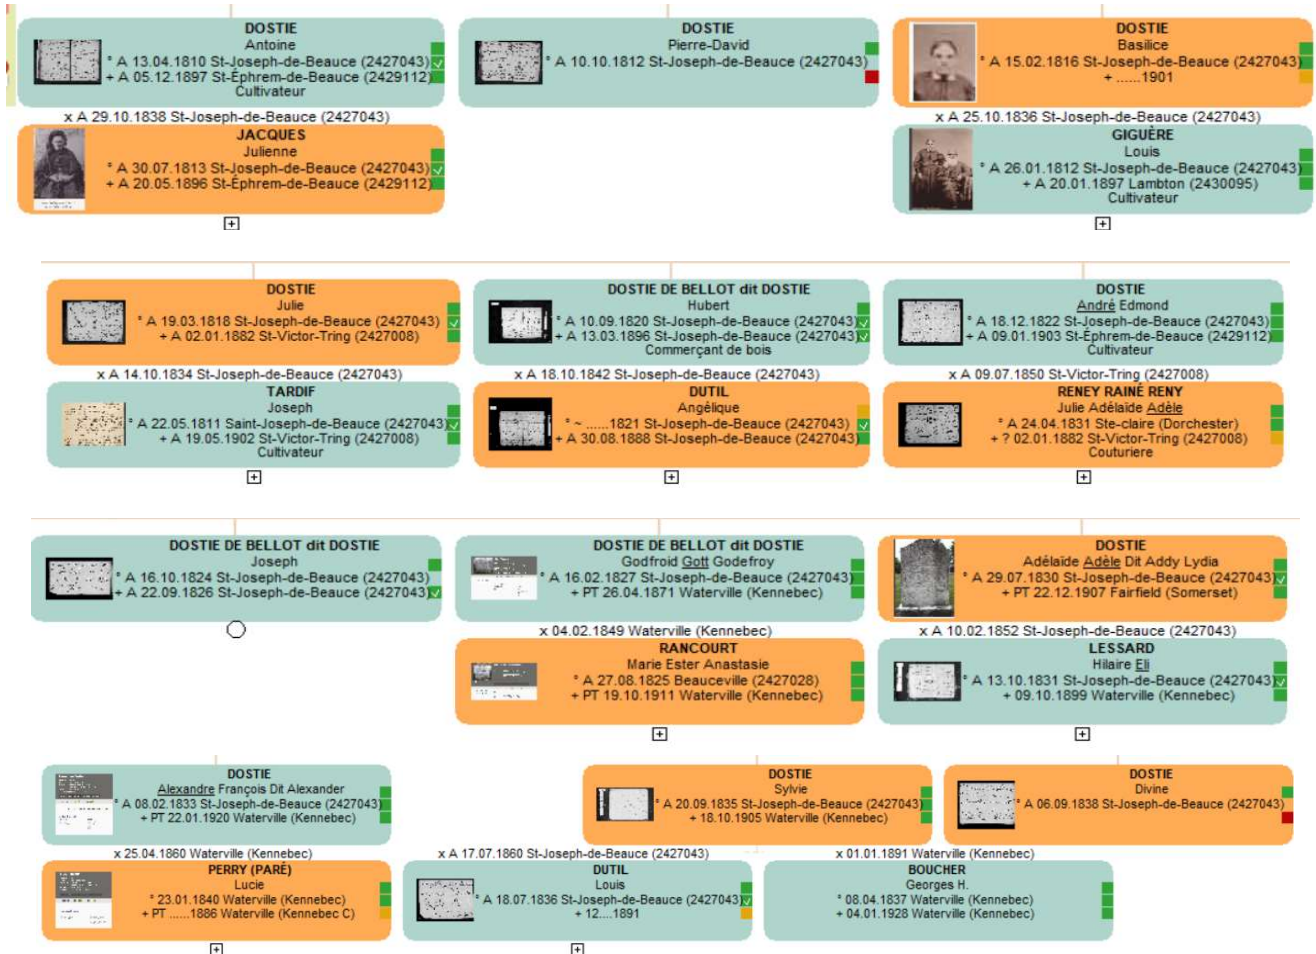 DOSTIE
Antoine
° A 13.04.1810 St-Joseph-de-Beauce (2427043)
+ A 05.12.1897 St-Éphrem-de-Beauce (2429112)
Cultivateur
x A 29.10.1838 St-Joseph-de-Beauce (2427043)
JACQUES
Julienne
° A 30.07.1813 St-Joseph-de-Beauce (2427043)
+ A 20.05.1896 St-Éphrem-de-Beauce (2429112)
DOSTIE
Pierre-David
° A 10.10.1812 St-Joseph-de-Beauce (2427043)
DOSTIE
Basilice
° A 15.02.1816 St-Joseph-de-Beauce (2427043)
+ ......1901
x A 25.10.1836 St-Joseph-de-Beauce (2427043)
GIGUÈRE
Louis
° A 26.01.1812 St-Joseph-de-Beauce (2427043)
+ A 20.01.1897 Lambton (2430095)
Cultivateur
DOSTIE
Julie
° A 19.03.1818 St-Joseph-de-Beauce (2427043)
+ A 02.01.1882 St-Victor-Tring (2427008)
x A 14.10.1834 St-Joseph-de-Beauce (2427043)
TARDIF
Joseph
° A 22.05.1811 Saint-Joseph-de-Beauce (2427043)
+ A 19.05.1902 St-Victor-Tring (2427008)
Cultivateur
DOSTIE DE BELLOT dit DOSTIE
Hubert
° A 10.09.1820 St-Joseph-de-Beauce (2427043)
+ A 13.03.1896 St-Joseph-de-Beauce (2427043)
Commerçant de bois
x A 18.10.1842 St-Joseph-de-Beauce (2427043)
DUTIL
Angélique
° ~ ......1821 St-Joseph-de-Beauce (2427043)
+ A 30.08.1888 St-Joseph-de-Beauce (2427043)
DOSTIE
André Edmond
° A 18.12.1822 St-Joseph-de-Beauce (2427043)
+ A 09.01.1903 St-Éphrem-de-Beauce (2429112)
Cultivateur
x A 09.07.1850 St-Victor-Tring (2427008)
RENEY RAINÉ RENY
Julie Adélaïde Adèle
° A 24.04.1831 Ste-claire (Dorchester)
+ ? 02.01.1882 St-Victor-Tring (2427008)
Couturiere
DOSTIE DE BELLOT dit DOSTIE
Joseph
° A 16.10.1824 St-Joseph-de-Beauce (2427043)
+ A 22.09.1826 St-Joseph-de-Beauce (2427043)
DOSTIE DE BELLOT dit DOSTIE
Godfroid Gott Godefroy
° A 16.02.1827 St-Joseph-de-Beauce (2427043)
+ PT 26.04.1871 Waterville (Kennebec)
x 04.02.1849 Waterville (Kennebec)
RANCOURT
Marie Ester Anastasie
° A 27.08.1825 Beauceville (2427028)
+ PT 19.10.1911 Waterville (Kennebec)
DOSTIE
Adélaïde Adèle Dit Addy Lydia
° A 29.07.1830 St-Joseph-de-Beauce (2427043)
+ PT 22.12.1907 Fairfield (Somerset)
x A 10.02.1852 St-Joseph-de-Beauce (2427043)
LESSARD
Hilaire Eli
° A 13.10.1831 St-Joseph-de-Beauce (2427043)
+ 09.10.1899 Waterville (Kennebec)
DOSTIE
Alexandre François Dit Alexander
° A 08.02.1833 St-Joseph-de-Beauce (2427043)
+ PT 22.01.1920 Waterville (Kennebec)
x 25.04.1860 Waterville (Kennebec)
PERRY (PARÉ)
Lucie
° 23.01.1840 Waterville (Kennebec)
+ PT ......1886 Waterville (Kennebec C)
DOSTIE
Sylvie
° A 20.09.1835 St-Joseph-de-Beauce (2427043)
+ 18.10.1905 Waterville (Kennebec)
x A 17.07.1860 St-Joseph-de-Beauce (2427043)
DUTIL
Louis
° A 18.07.1836 St-Joseph-de-Beauce (2427043)
+ 12....1891
x 01.01.1891 Waterville (Kennebec)
BOUCHER
Georges H.
° 08.04.1837 Waterville (Kennebec)
+ 04.01.1928 Waterville (Kennebec)
DOSTIE
Divine
° A 06.09.1838 St-Joseph-de-Beauce (2427043)